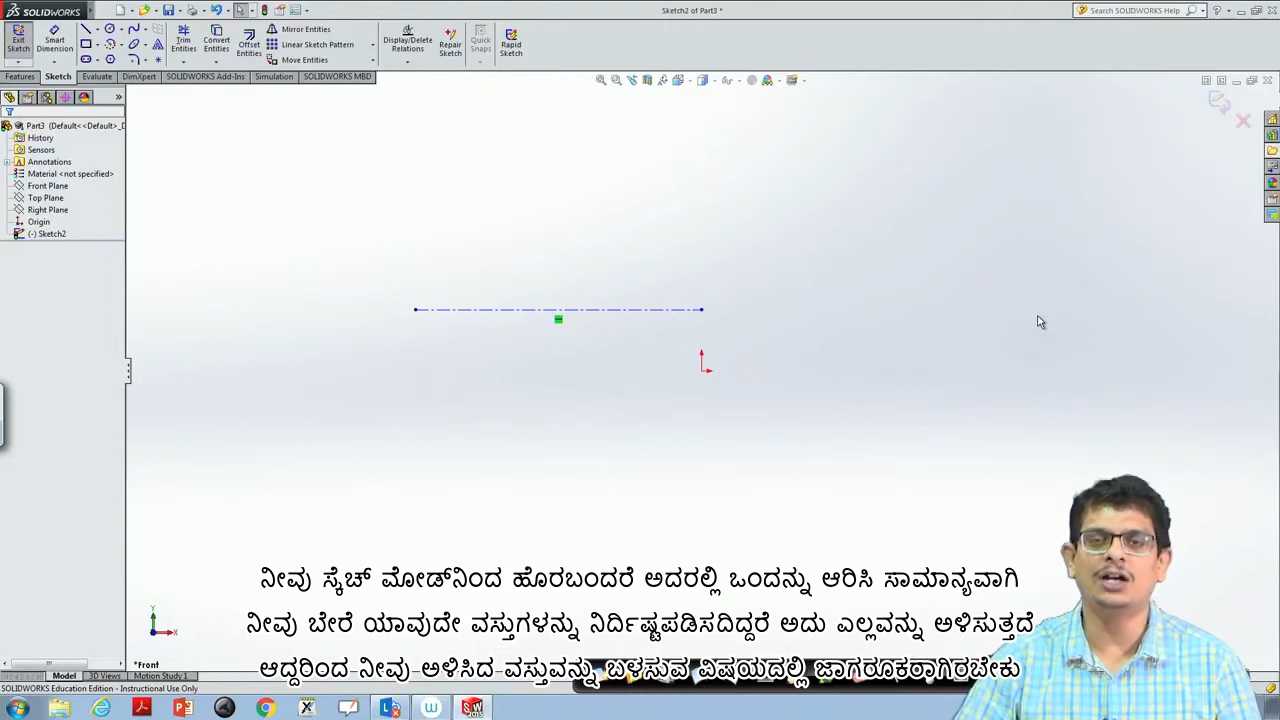 SOLIDWORKS
Sketch2 of Part3 *
Search SOLIDWORKS Help
Exit Sketch
Smart Dimension
Trim Entities
Convert Entities
Offset Entities
Mirror Entities
Linear Sketch Pattern
Move Entities
Display/Delete Relations
Repair Sketch
Quick Snaps
Rapid Sketch
Features
Sketch
Evaluate
DimXpert
SOLIDWORKS Add-Ins
Simulation
SOLIDWORKS MBD
Part3 (Default<<Default>_D
History
Sensors
Annotations
Material <not specified>
Front Plane
Top Plane
Right Plane
Origin
(-) Sketch2
ನೀವು ಸ್ಕೆಚ್ ಮೋಡ್‌ನಿಂದ ಹೊರಬಂದರೆ ಅದರಲ್ಲಿ ಒಂದನ್ನು ಆರಿಸಿ ಸಾಮಾನ್ಯವಾಗಿ
ನೀವು ಬೇರೆ ಯಾವುದೇ ವಸ್ತುಗಳನ್ನು ನಿರ್ದಿಷ್ಟಪಡಿಸದಿದ್ದರೆ ಅದು ಎಲ್ಲವನ್ನು ಅಳಿಸುತ್ತದೆ
ಆದ್ದರಿಂದ ನೀವು ಅಳಿಸಿದ ವಸ್ತುವನ್ನು ಬಳಸುವ ವಿಷಯದಲ್ಲಿ ಜಾಗರೂಕರಾಗಿರಬೇಕು
Y
X
*Front
Model
3D Views
Motion Study 1
SOLIDWORKS Education Edition - Instructional Use Only